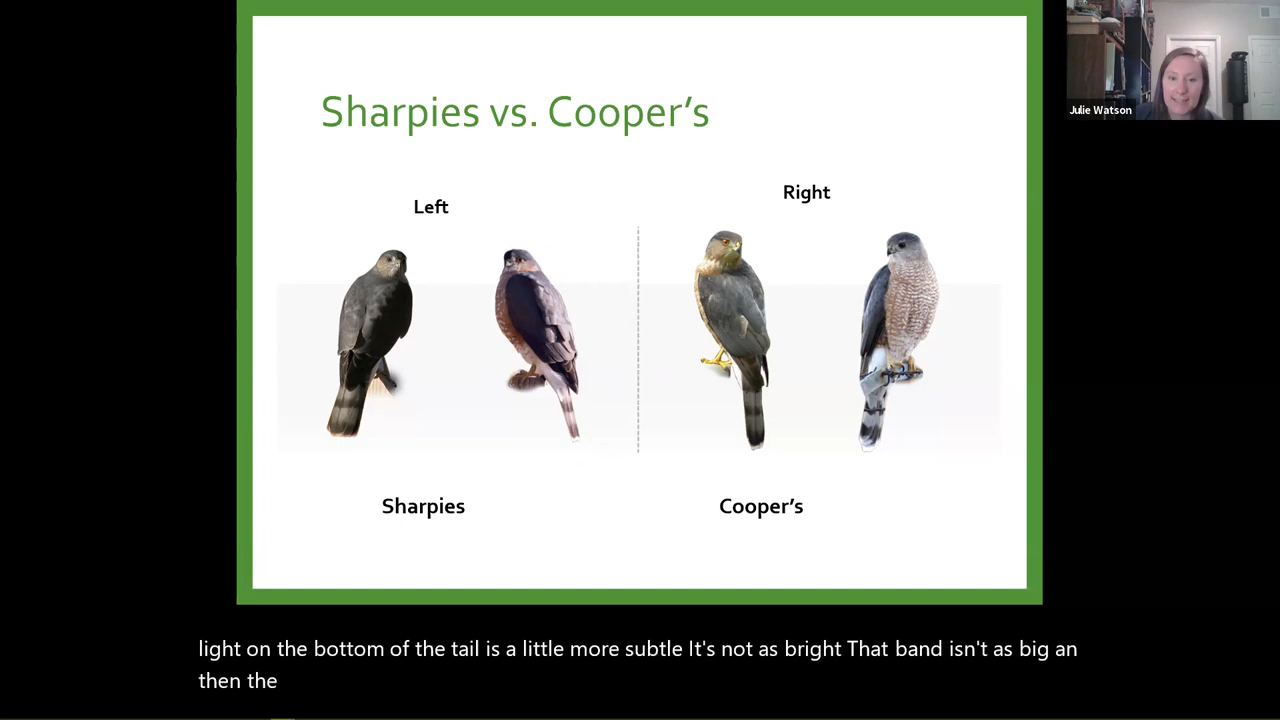 Sharpies vs. Cooper's
Julie Watson
Left
Right
Sharpies
Cooper's
light on the bottom of the tail is a little more subtle It's not as bright That band isn't as big an
then the